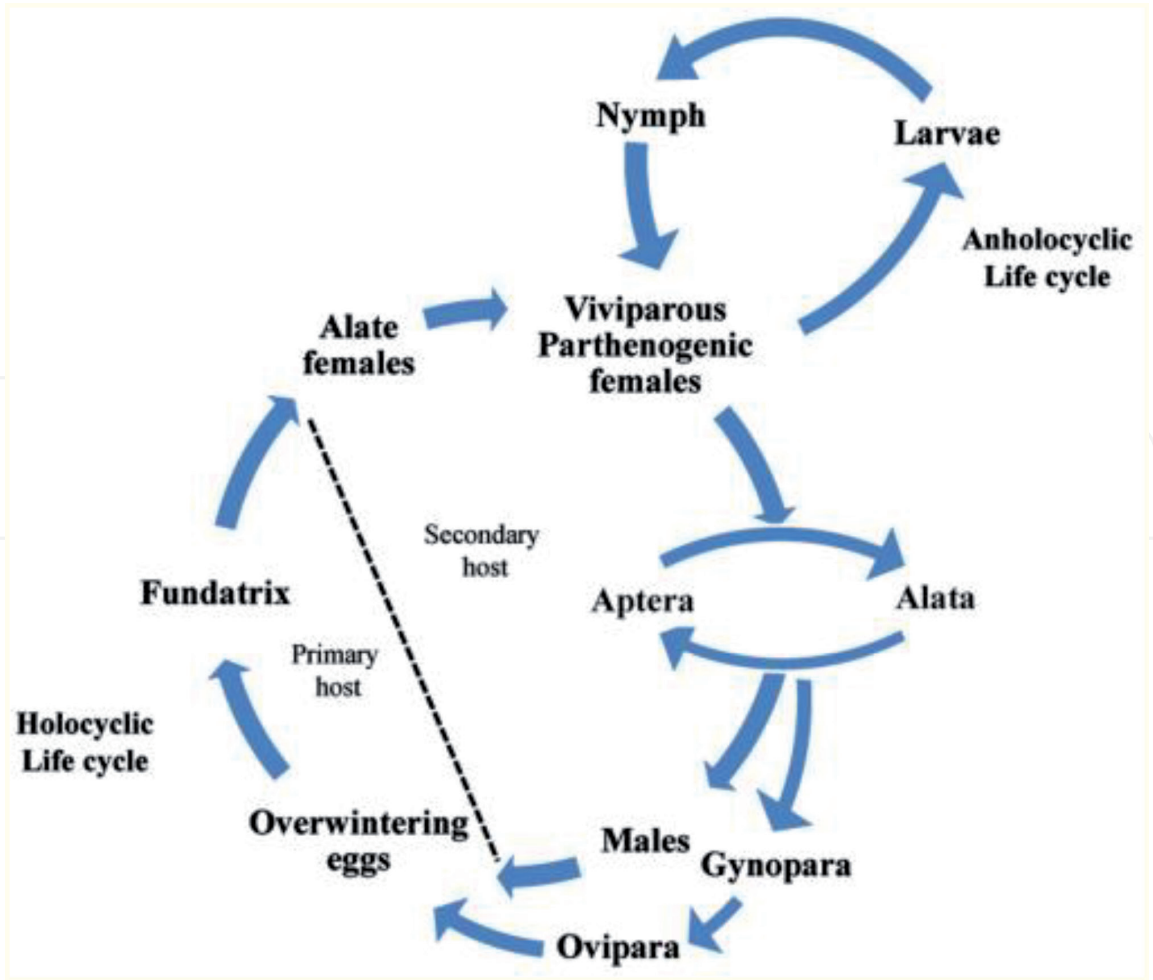 Nymph
Larvae
Anholocyclic
Life cycle
Viviparous
Parthenogenic
females
Alate
females
Secondary
host
Fundatrix
Aptera
Alata
Primary
host
Holocyclic
Life cycle
Overwintering
eggs
Males
Gynopara
Ovipara